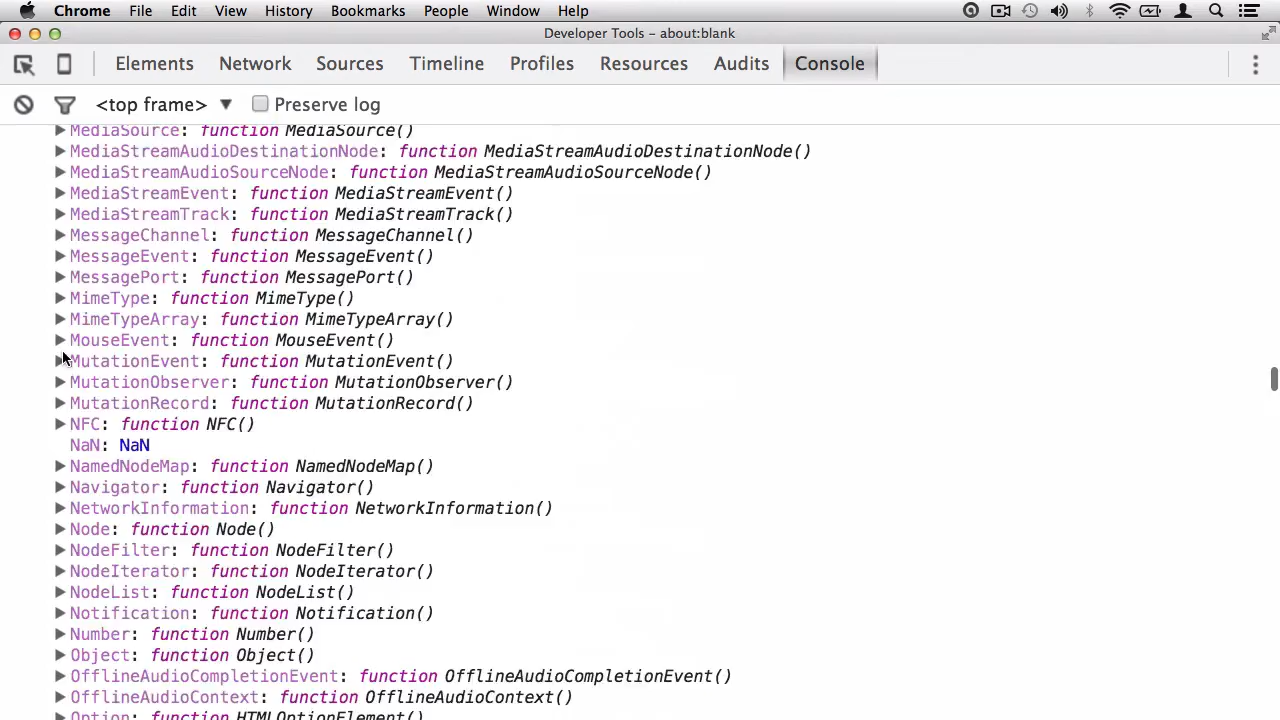 Chrome File Edit View History Bookmarks People Window Help
Developer Tools - about:blank
Elements Network Sources Timeline Profiles Resources Audits Console
<top frame> ▼ Preserve log
MediaSource: function MediaSource()
MediaStreamAudioDestinationNode: function MediaStreamAudioDestinationNode()
MediaStreamAudioSourceNode: function MediaStreamAudioSourceNode()
MediaStreamEvent: function MediaStreamEvent()
MediaStreamTrack: function MediaStreamTrack()
MessageChannel: function MessageChannel()
MessageEvent: function MessageEvent()
MessagePort: function MessagePort()
MimeType: function MimeType()
MimeTypeArray: function MimeTypeArray()
MouseEvent: function MouseEvent()
MutationEvent: function MutationEvent()
MutationObserver: function MutationObserver()
MutationRecord: function MutationRecord()
NFC: function NFC()
NaN: NaN
NamedNodeMap: function NamedNodeMap()
Navigator: function Navigator()
NetworkInformation: function NetworkInformation()
Node: function Node()
NodeFilter: function NodeFilter()
NodeIterator: function NodeIterator()
NodeList: function NodeList()
Notification: function Notification()
Number: function Number()
Object: function Object()
OfflineAudioCompletionEvent: function OfflineAudioCompletionEvent()
OfflineAudioContext: function OfflineAudioContext()
Option: function HTMLOptionElement()